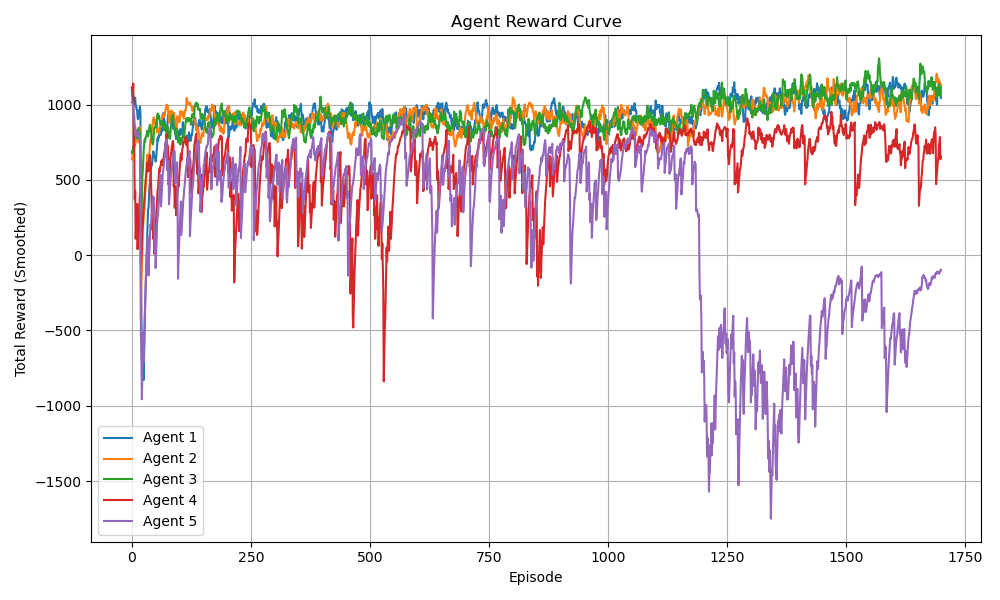 Agent Reward Curve
Total Reward (Smoothed)
1000
500
0
−500
−1000
−1500
Agent 1
Agent 2
Agent 3
Agent 4
Agent 5
0 250 500 750 1000 1250 1500 1750
Episode